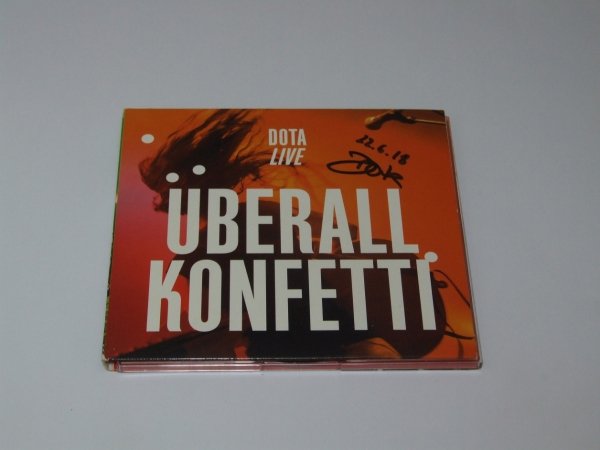 DOTA
LIVE
22.6.18
ÜBERALL
KONFETTI